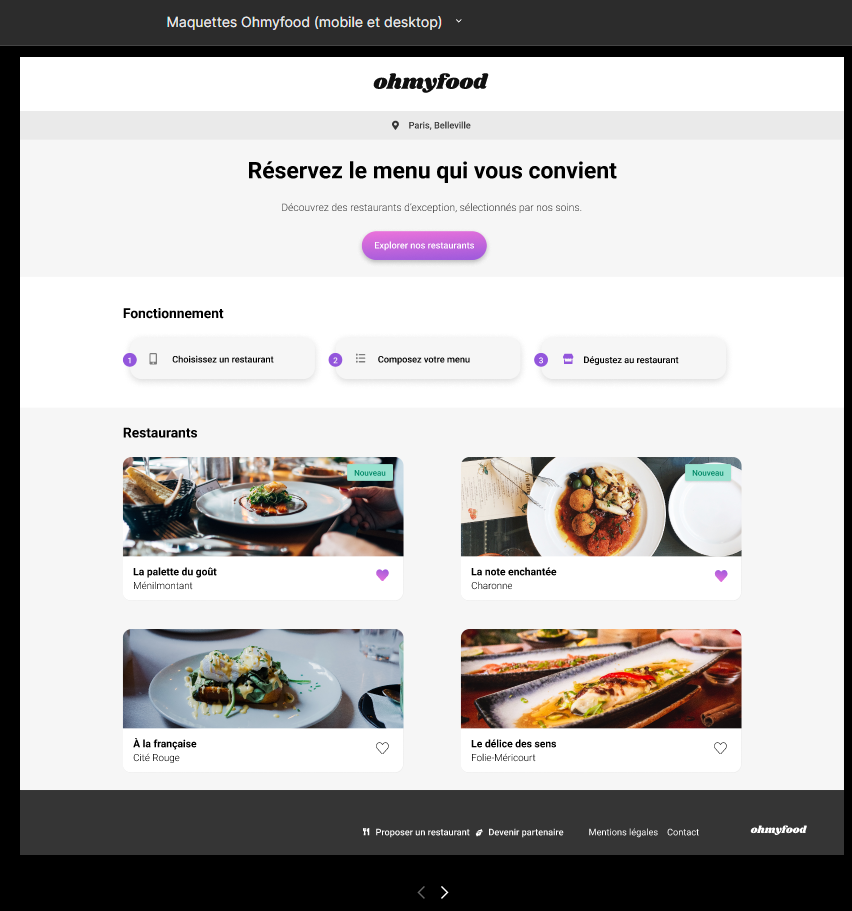 Maquettes Ohmyfood (mobile et desktop)
ohmyfood
Paris, Belleville
Réservez le menu qui vous convient
Découvrez des restaurants d'exception, sélectionnés par nos soins.
Explorer nos restaurants
Fonctionnement
1 Choisissez un restaurant
2 Composez votre menu
3 Dégustez au restaurant
Restaurants
Nouveau
La palette du goût
Ménilmontant
Nouveau
La note enchantée
Charonne
À la française
Cité Rouge
Le délice des sens
Folie-Méricourt
Proposer un restaurant Devenir partenaire Mentions légales Contact ohmyfood